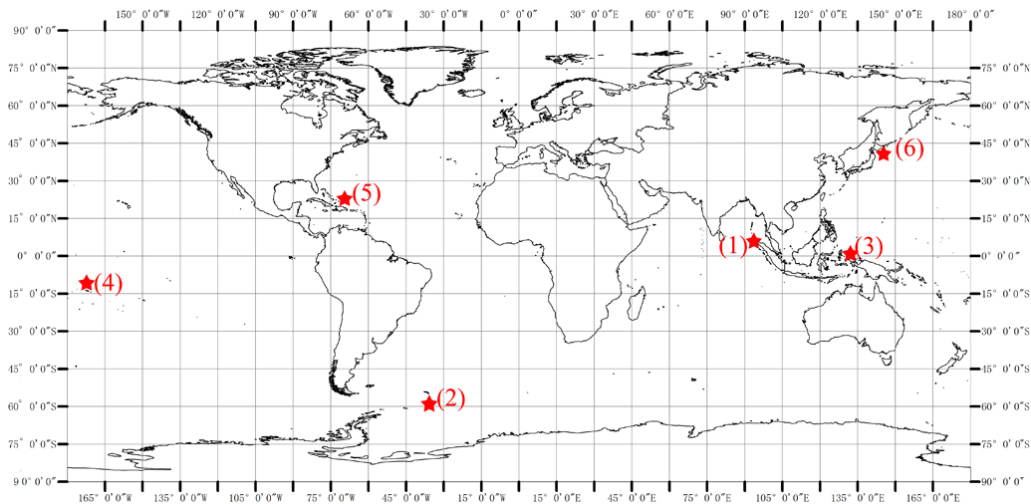 150° 0′0″W 120° 0′0″W 90° 0′0″W 60° 0′0″W 30° 0′0″W 0° 0′0″ 30° 0′0″E 60° 0′0″E 90° 0′0″E 120° 0′0″E 150° 0′0″E 180° 0′0″
90° 0′0″N
75° 0′0″N 75° 0′0″N
60° 0′0″N 60° 0′0″N
45° 0′0″N 45° 0′0″N
(6)
30° 0′0″N 30° 0′0″N
(5)
15° 0′0″N 15° 0′0″N
(1) (3)
0° 0′0″ 0° 0′0″
(4)
15° 0′0″S 15° 0′0″S
30° 0′0″S 30° 0′0″S
45° 0′0″S 45° 0′0″S
(2)
60° 0′0″S 60° 0′0″S
75° 0′0″S 75° 0′0″S
90° 0′0″S 90° 0′0″S
165° 0′0″W 135° 0′0″W 105° 0′0″W 75° 0′0″W 45° 0′0″W 15° 0′0″W 15° 0′0″E 45° 0′0″E 75° 0′0″E 105° 0′0″E 135° 0′0″E 165° 0′0″E